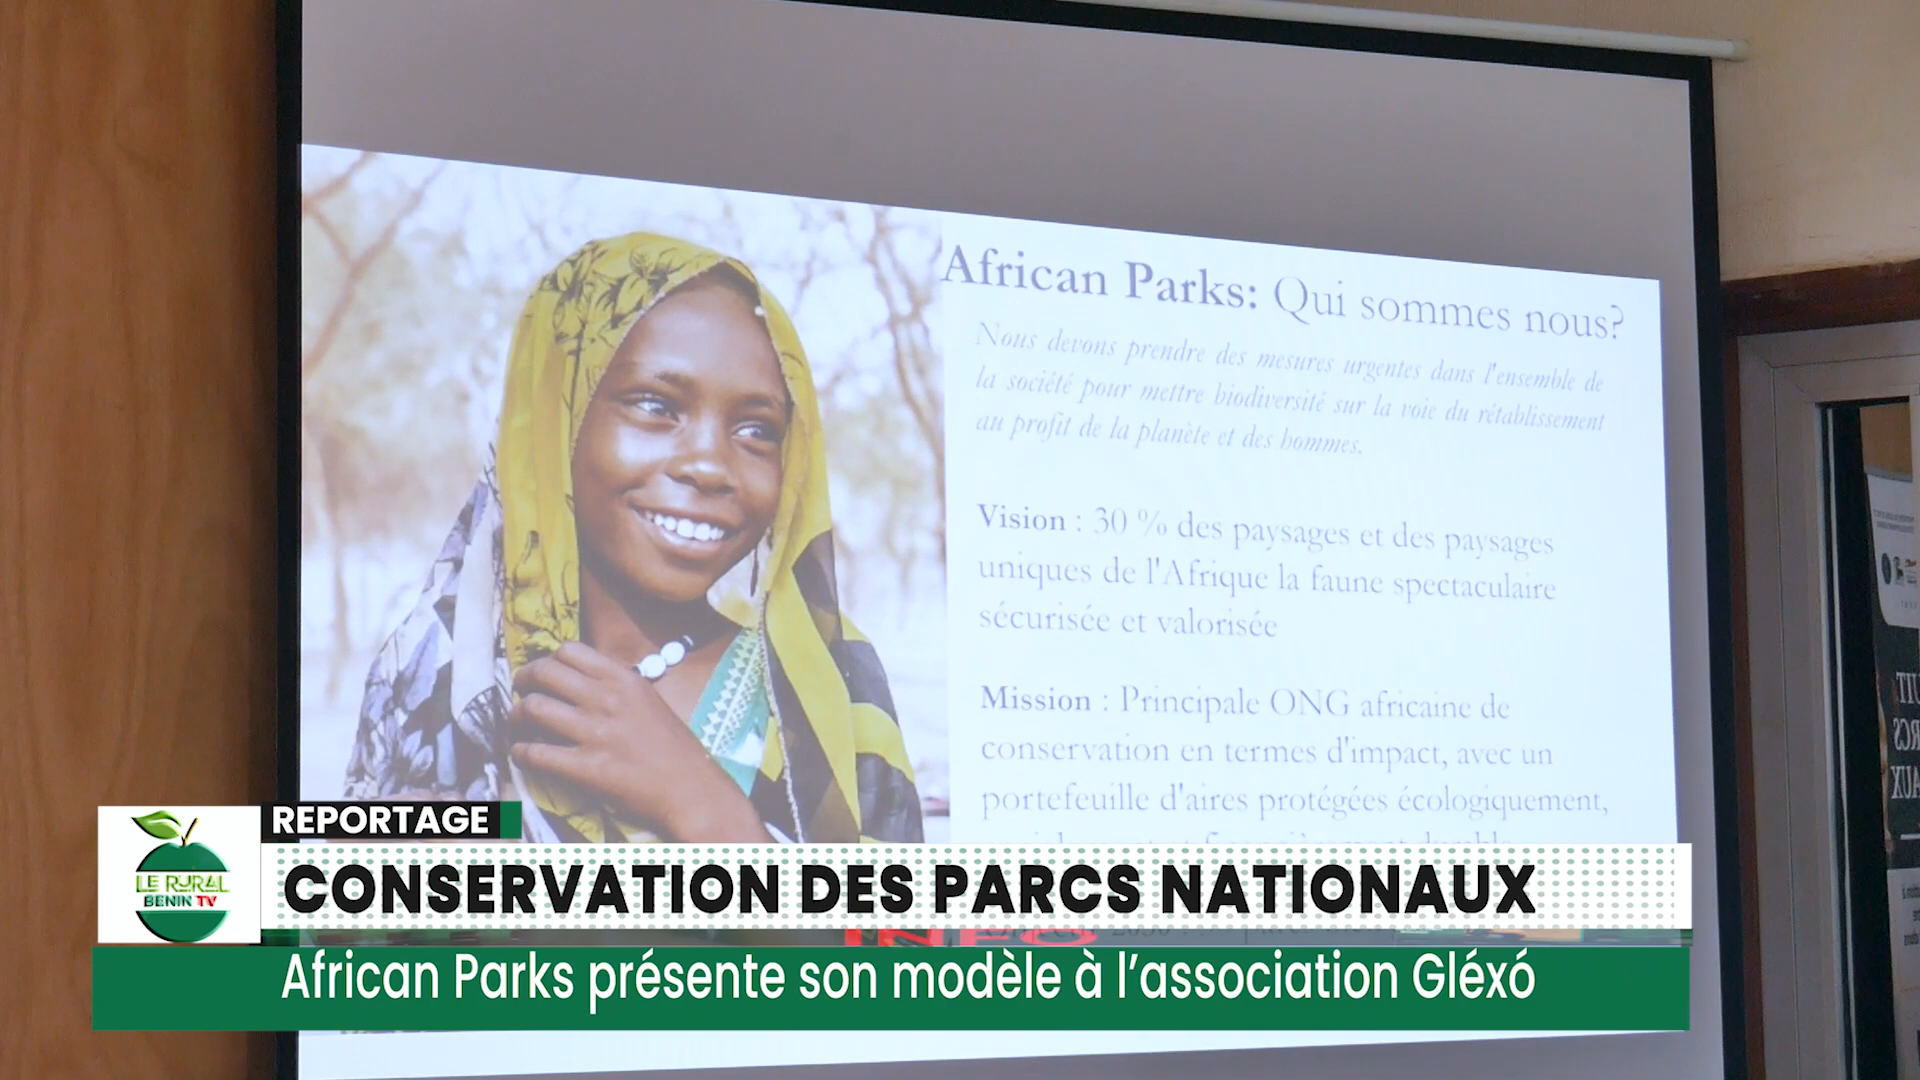 African Parks: Qui sommes nous?
Nous devons prendre des mesures urgentes dans l'ensemble de
la société pour mettre biodiversité sur la voie du rétablissement
au profit de la planète et des hommes.
Vision : 30 % des paysages et des paysages
uniques de l'Afrique la faune spectaculaire
sécurisée et valorisée
Mission : Principale ONG africaine de
conservation en termes d'impact, avec un
portefeuille d'aires protégées écologiquement,
REPORTAGE
LE RURAL
BENIN TV
CONSERVATION DES PARCS NATIONAUX
INFO
African Parks présente son modèle à l’association Gléxó